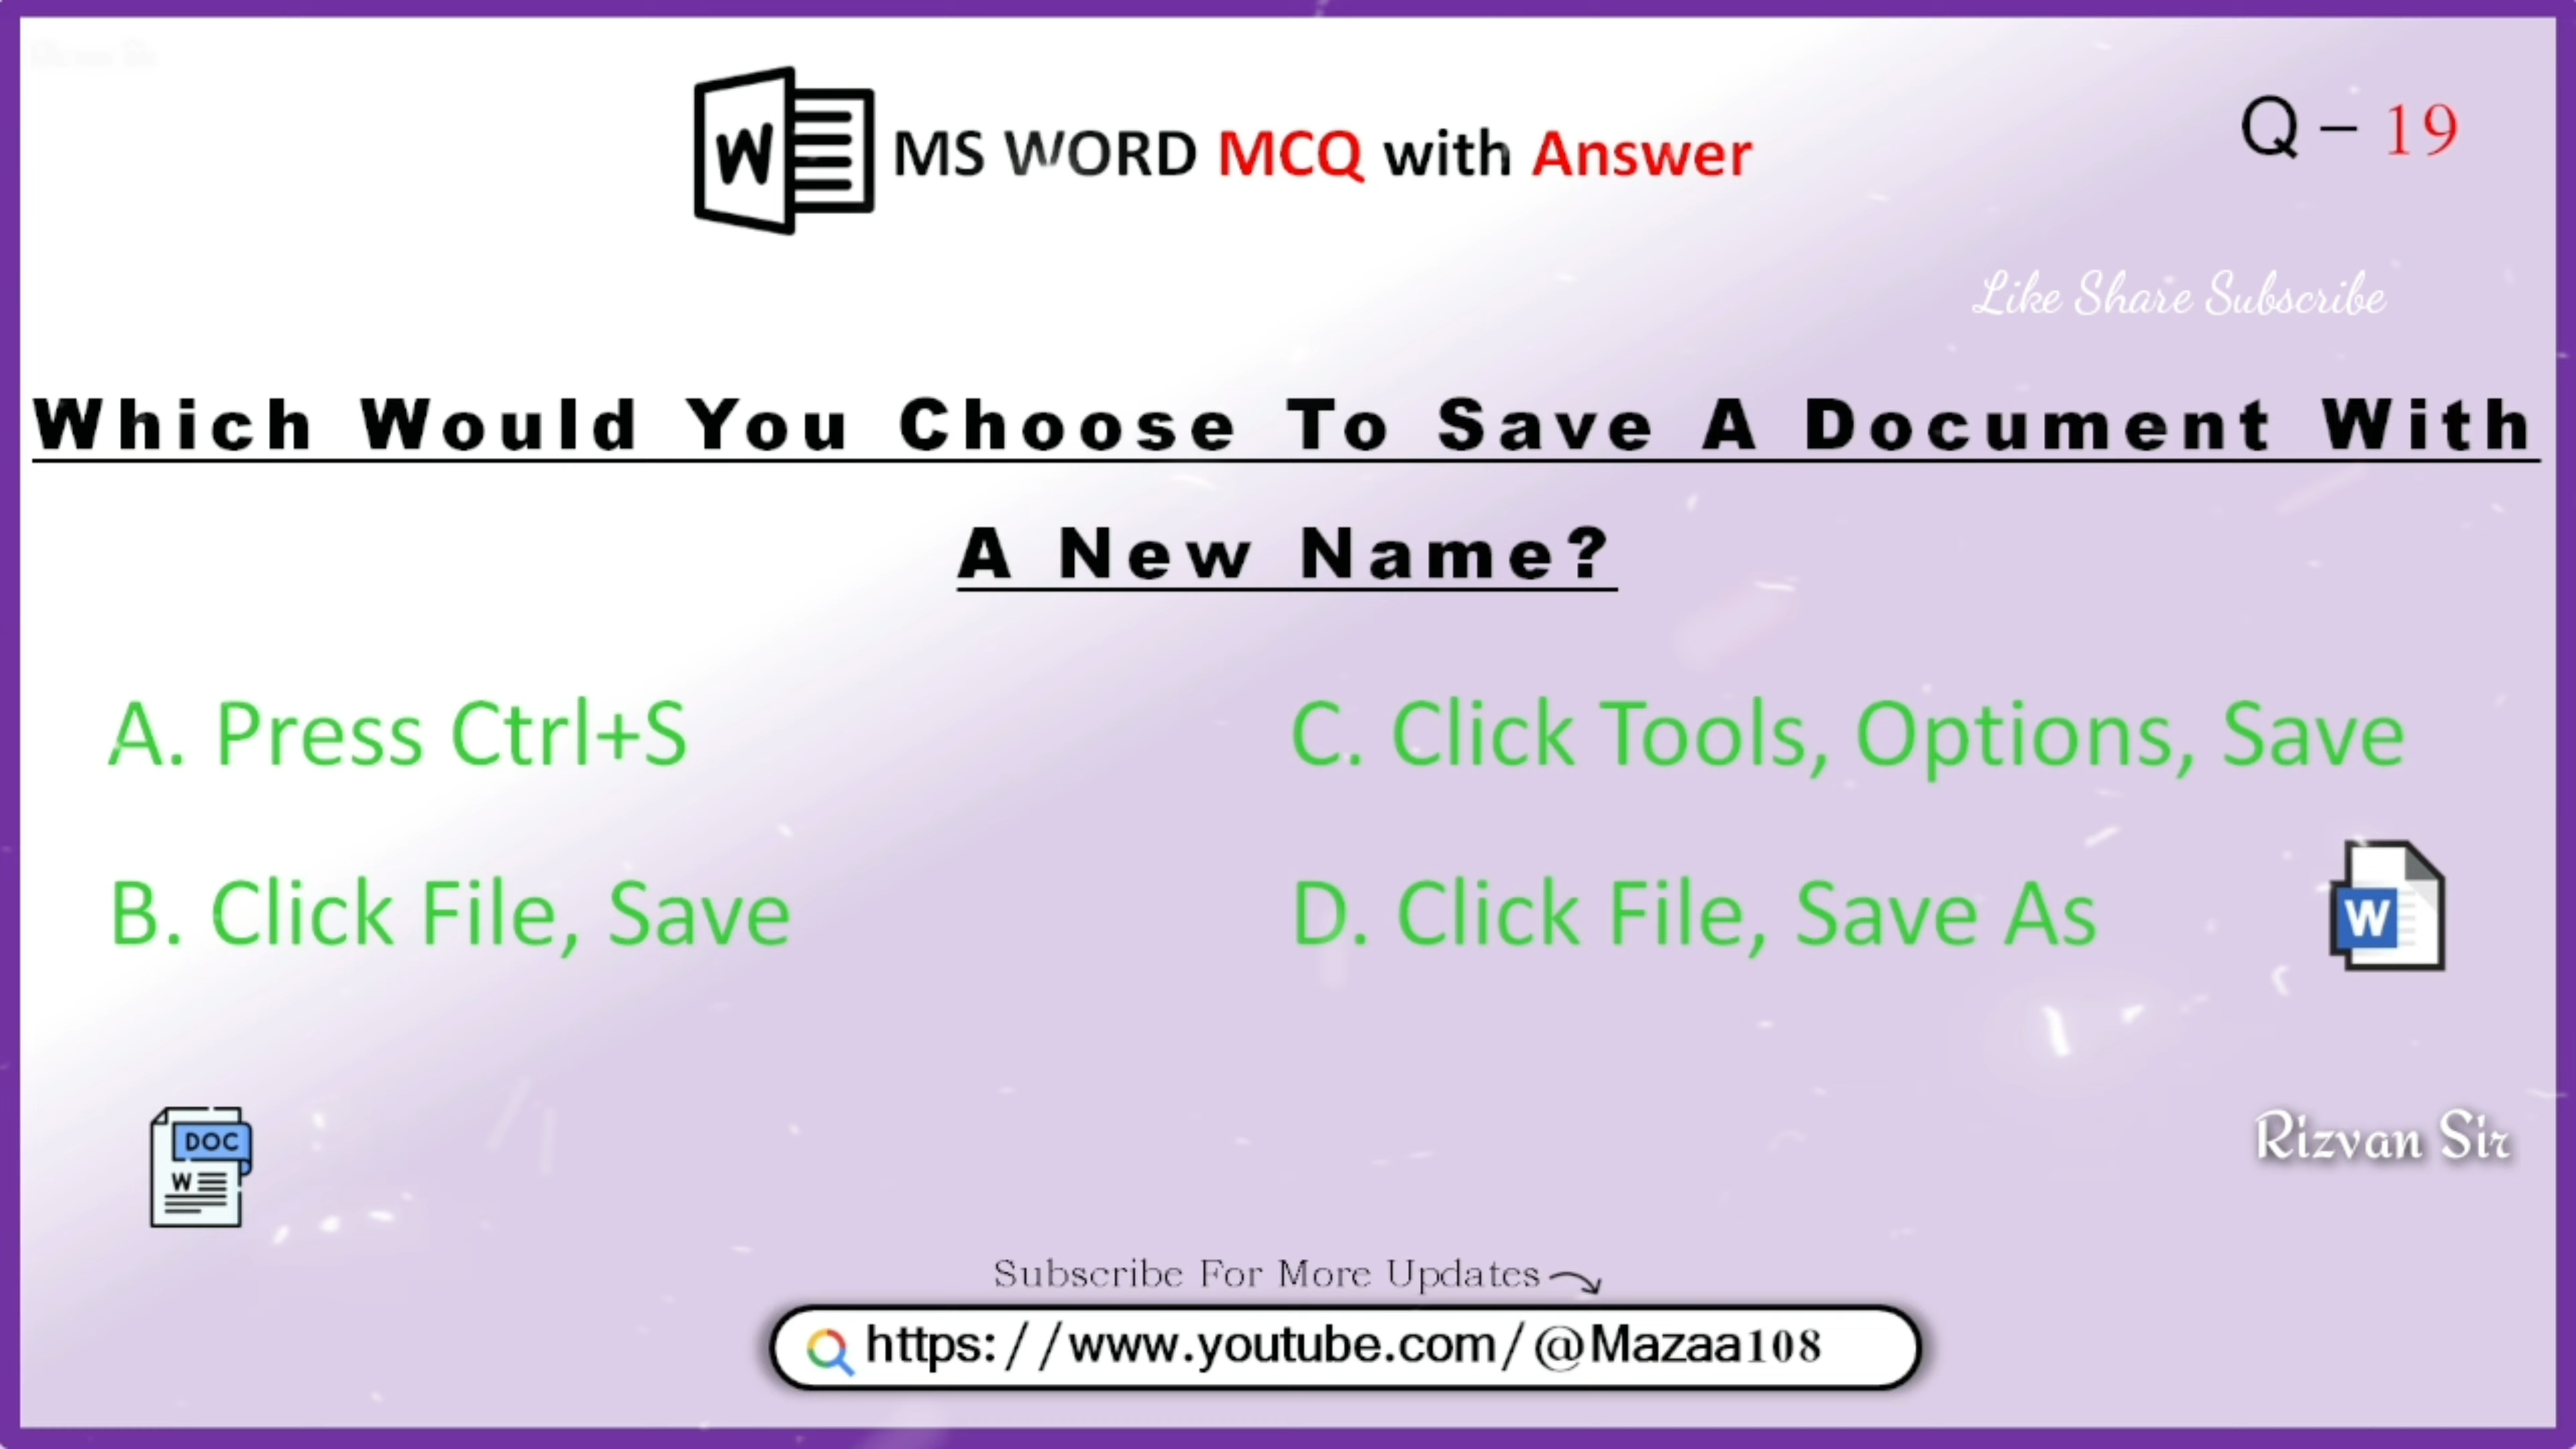 MS WORD MCQ with Answer
Q – 19
Like Share Subscribe
Which Would You Choose To Save A Document With
A New Name?
A. Press Ctrl+S
C. Click Tools, Options, Save
B. Click File, Save
D. Click File, Save As
W
W
DOC
W
Rizvan Sir
Subscribe For More Updates
https://www.youtube.com/@Mazaa108